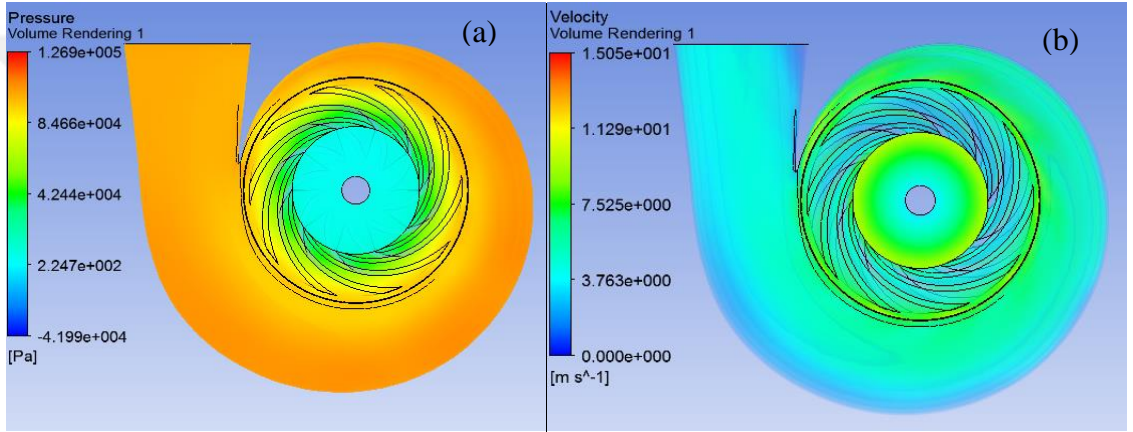 Pressure
Volume Rendering 1
1.269e+005
8.466e+004
4.244e+004
2.247e+002
-4.199e+004
[Pa]
(a)
Velocity
Volume Rendering 1
1.505e+001
1.129e+001
7.525e+000
3.763e+000
0.000e+000
[m s^-1]
(b)